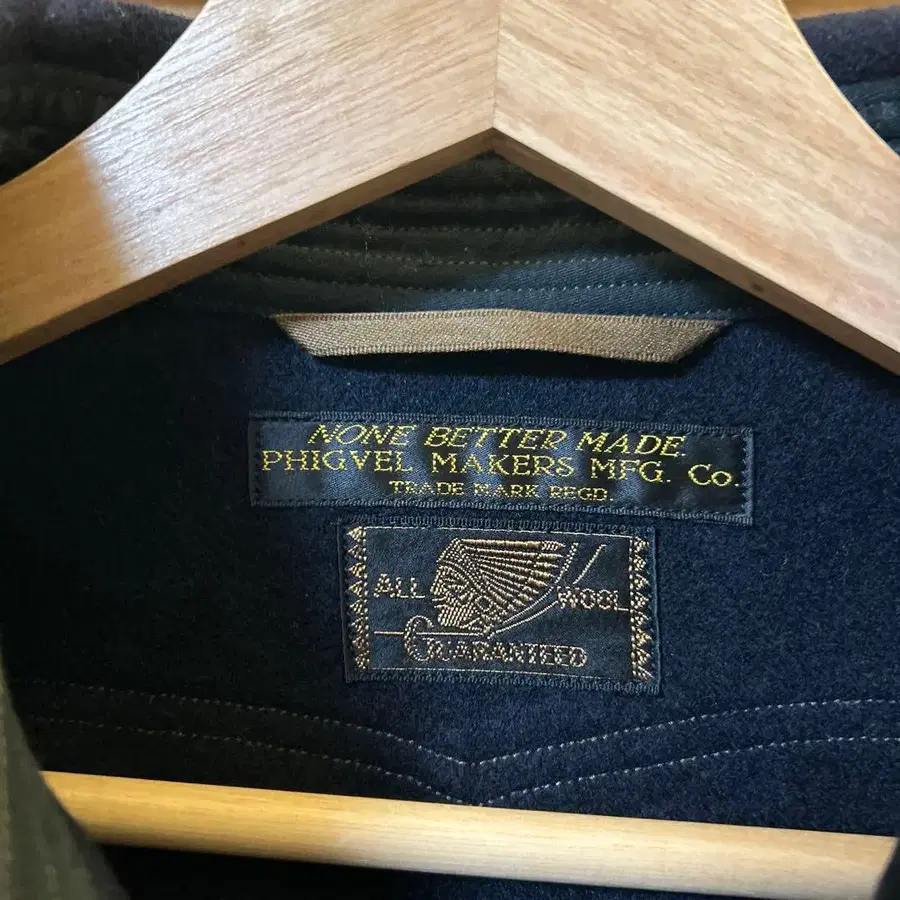 NONE BETTER MADE.
PHIGVEL MAKERS MFG. Co.
TRADE MARK REGD.
ALL WOOL
GUARANTEED